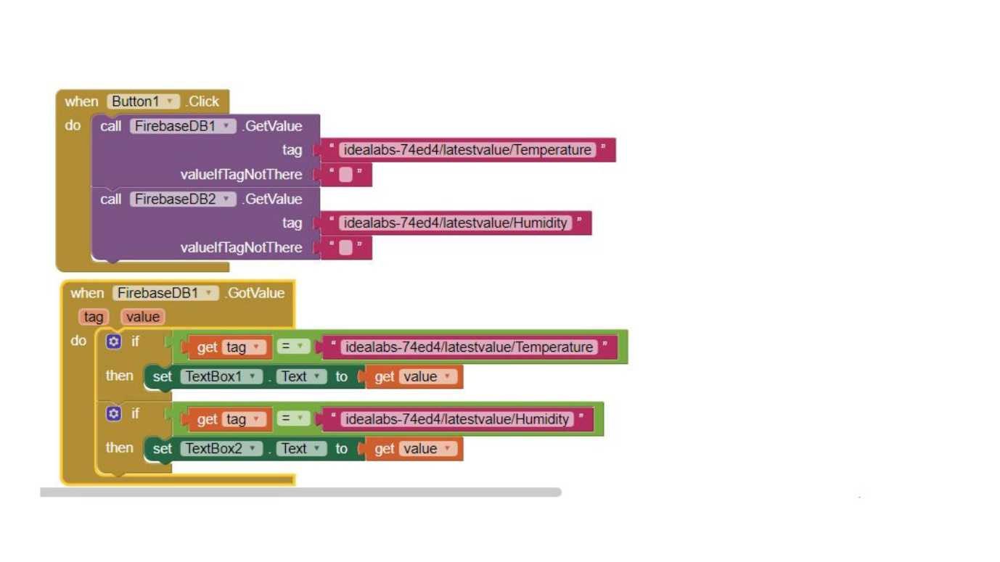 when Button1 .Click
do call FirebaseDB1 .GetValue
tag " idealabs-74ed4/latestvalue/Temperature "
valueIfTagNotThere " "
call FirebaseDB2 .GetValue
tag " idealabs-74ed4/latestvalue/Humidity "
valueIfTagNotThere " "
when FirebaseDB1 .GotValue
tag value
do if get tag = " idealabs-74ed4/latestvalue/Temperature "
then set TextBox1 . Text to get value
if get tag = " idealabs-74ed4/latestvalue/Humidity "
then set TextBox2 . Text to get value